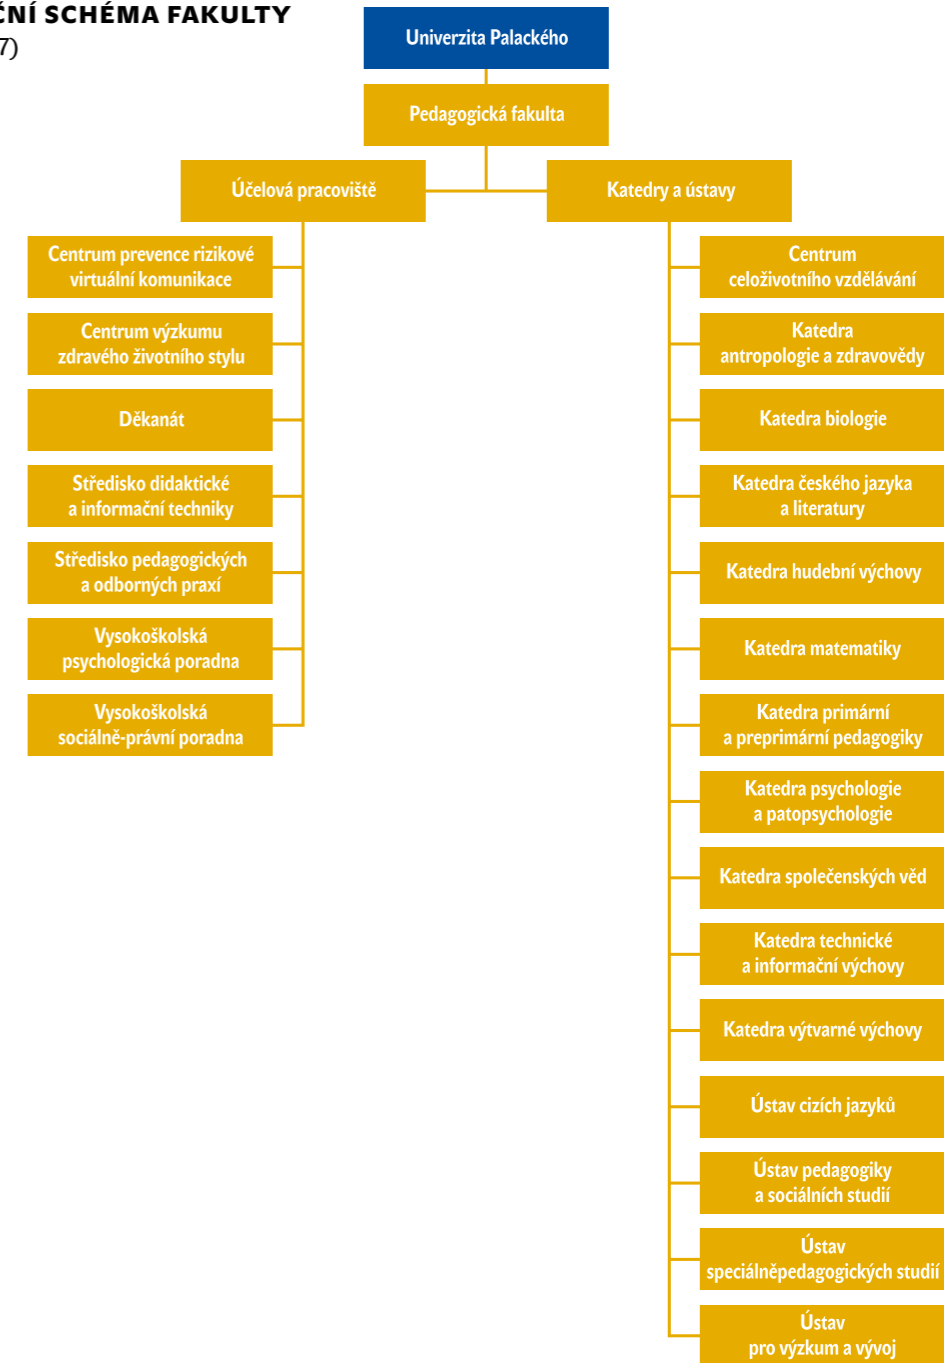 ČNÍ SCHÉMA FAKULTY
7)
Univerzita Palackého
Pedagogická fakulta
Účelová pracoviště
Katedry a ústavy
Centrum prevence rizikové
virtuální komunikace
Centrum výzkumu
zdravého životního stylu
Děkanát
Středisko didaktické
a informační techniky
Středisko pedagogických
a odborných praxí
Vysokoškolská
psychologická poradna
Vysokoškolská
sociálně-právní poradna
Centrum
celoživotního vzdělávání
Katedra
antropologie a zdravovědy
Katedra biologie
Katedra českého jazyka
a literatury
Katedra hudební výchovy
Katedra matematiky
Katedra primární
a preprimární pedagogiky
Katedra psychologie
a patopsychologie
Katedra společenských věd
Katedra technické
a informační výchovy
Katedra výtvarné výchovy
Ústav cizích jazyků
Ústav pedagogiky
a sociálních studií
Ústav
speciálněpedagogických studií
Ústav
pro výzkum a vývoj